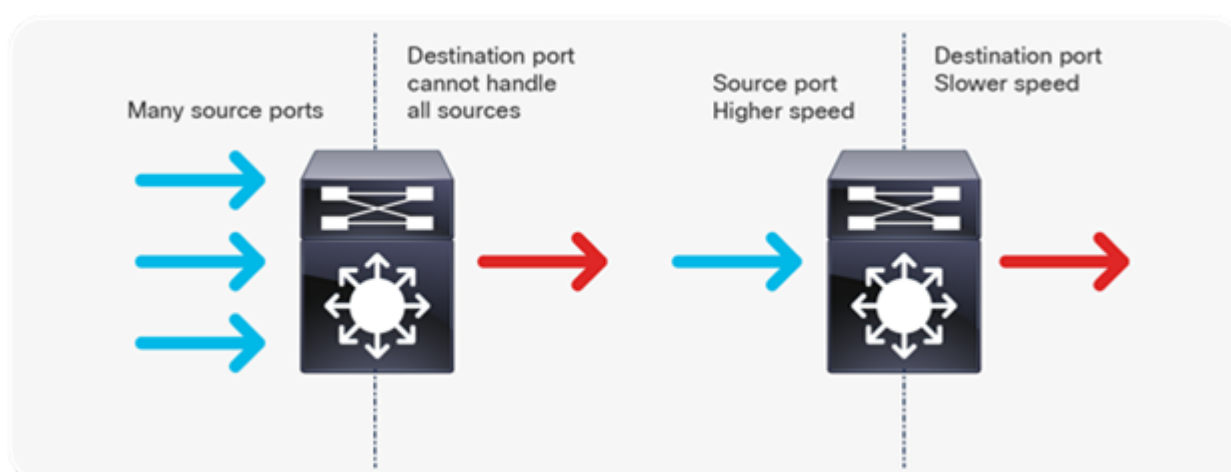 Many source ports
Destination port
cannot handle
all sources
Source port
Higher speed
Destination port
Slower speed